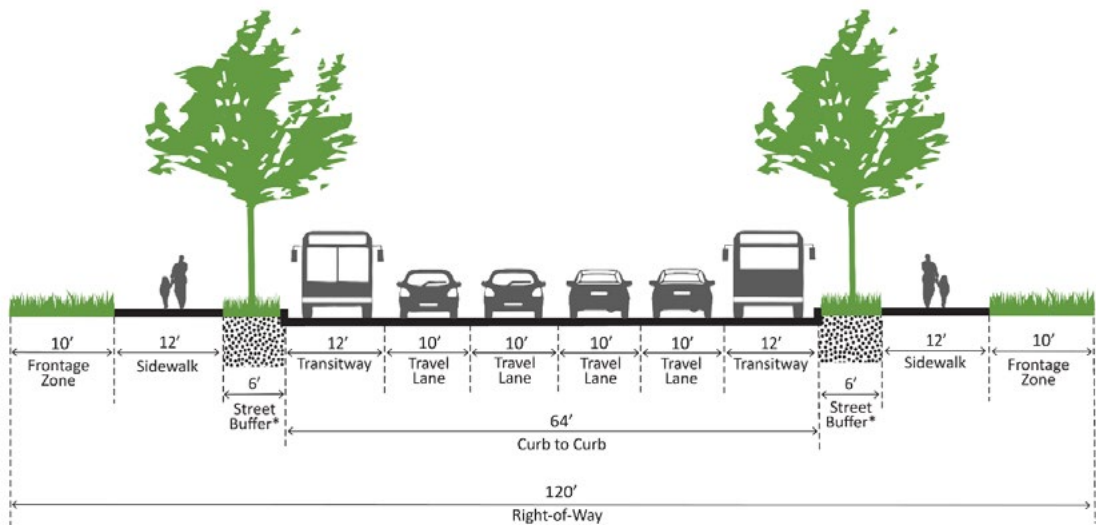 10’
Frontage
Zone
12’
Sidewalk
6’
Street
Buffer*
12’
Transitway
10’
Travel
Lane
10’
Travel
Lane
10’
Travel
Lane
10’
Travel
Lane
12’
Transitway
6’
Street
Buffer*
12’
Sidewalk
10’
Frontage
Zone
64’
Curb to Curb
120’
Right-of-Way